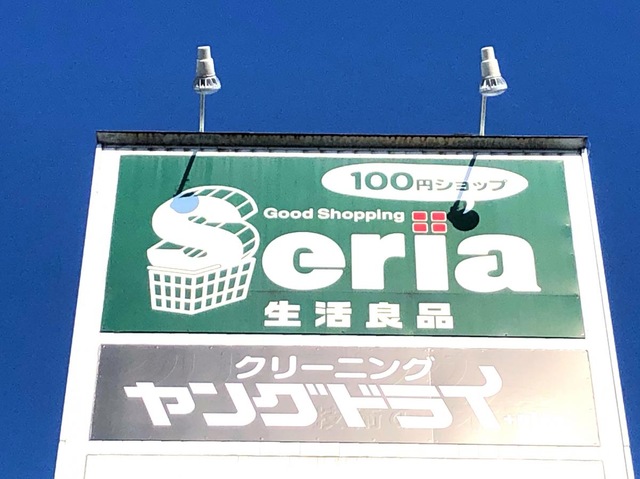 100円ショップ
Good Shopping
Seria
生活良品
クリーニング
ヤングドライ